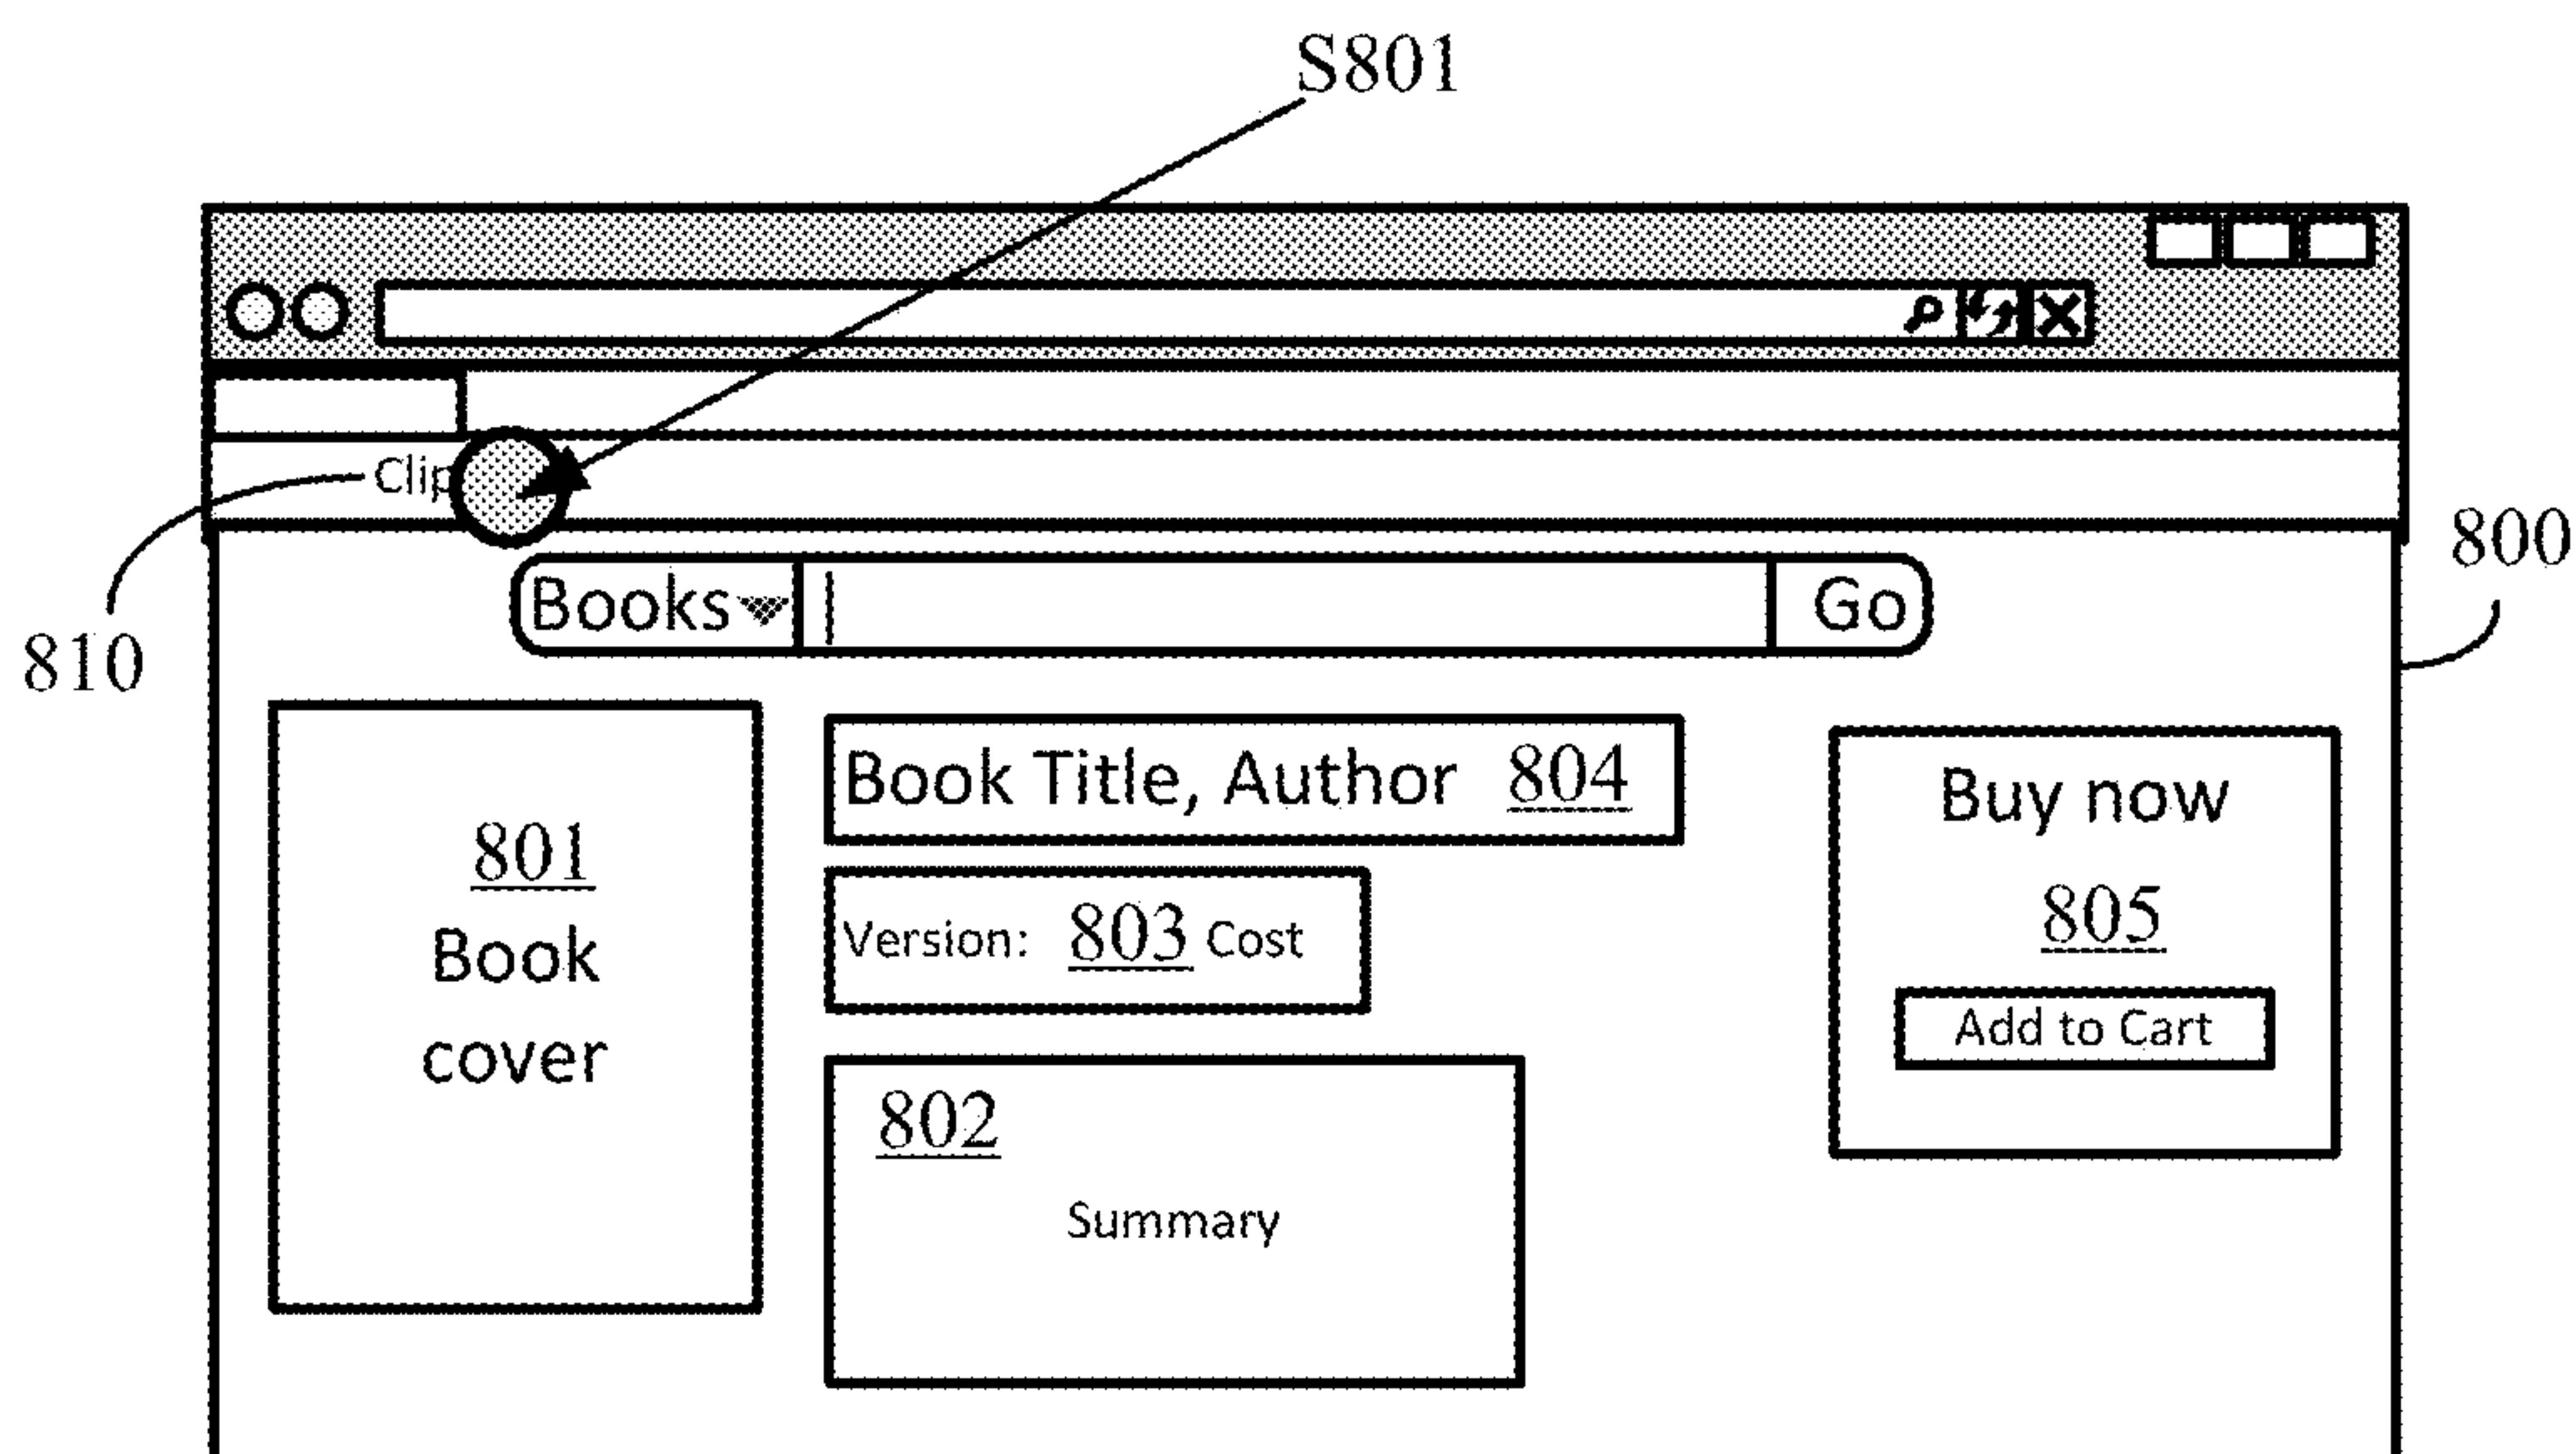 S801
Clip
800
810
Books
Go
801
Book
cover
Book Title, Author 804
Version: 803 Cost
802
Summary
Buy now
805
Add to Cart